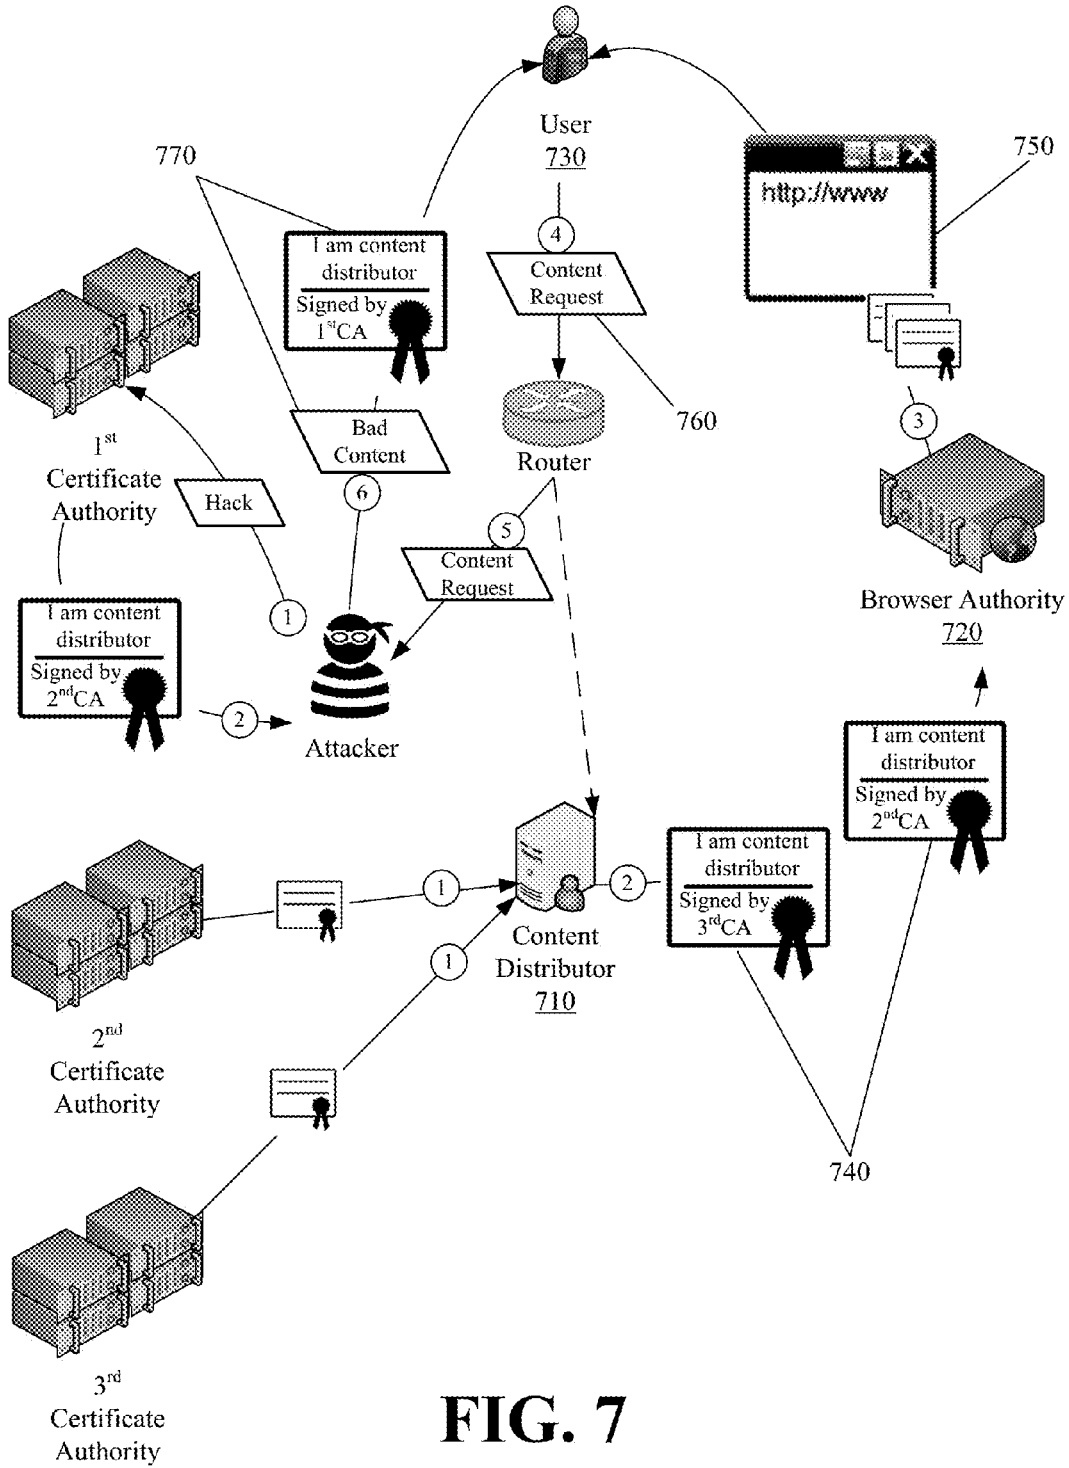 User
730
770
750
http://www
4
I am content
distributor
Signed by
1stCA
Content
Request
760
Router
1st
Certificate
Authority
Hack
Bad
Content
6
3
5
Content
Request
1
Browser Authority
720
I am content
distributor
Signed by
2ndCA
2
Attacker
I am content
distributor
Signed by
2ndCA
I am content
distributor
Signed by
3rdCA
2
1
1
Content
Distributor
710
2nd
Certificate
Authority
740
3rd
Certificate
Authority
FIG. 7